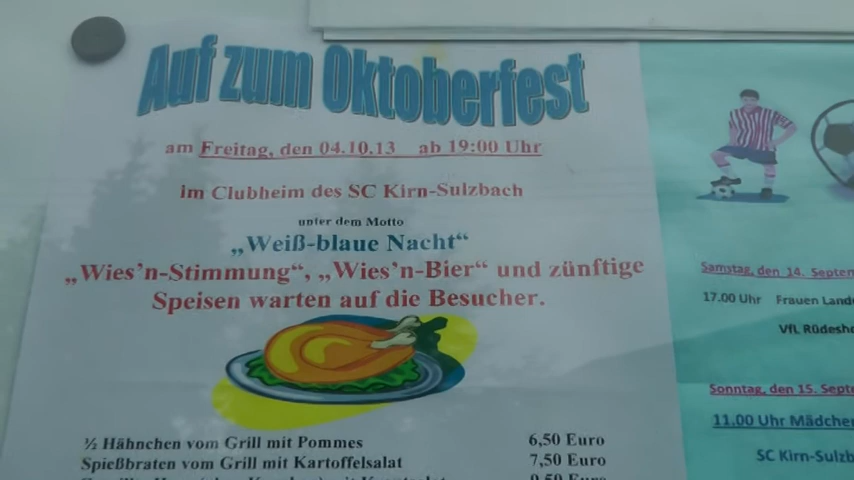 Auf zum Oktoberfest
am Freitag, den 04.10.13 ab 19:00 Uhr
im Clubheim des SC Kirn-Sulzbach
unter dem Motto
„Weiß-blaue Nacht“
„Wies'n-Stimmung“, „Wies'n-Bier“ und zünftige
Speisen warten auf die Besucher.
½ Hähnchen vom Grill mit Pommes 6,50 Euro
Spießbraten vom Grill mit Kartoffelsalat 7,50 Euro
Samstag, den 14. Septem
17.00 Uhr Frauen Lande
VfL Rüdeshe
Sonntag, den 15. Septe
11.00 Uhr Mädchen
SC Kirn-Sulzb